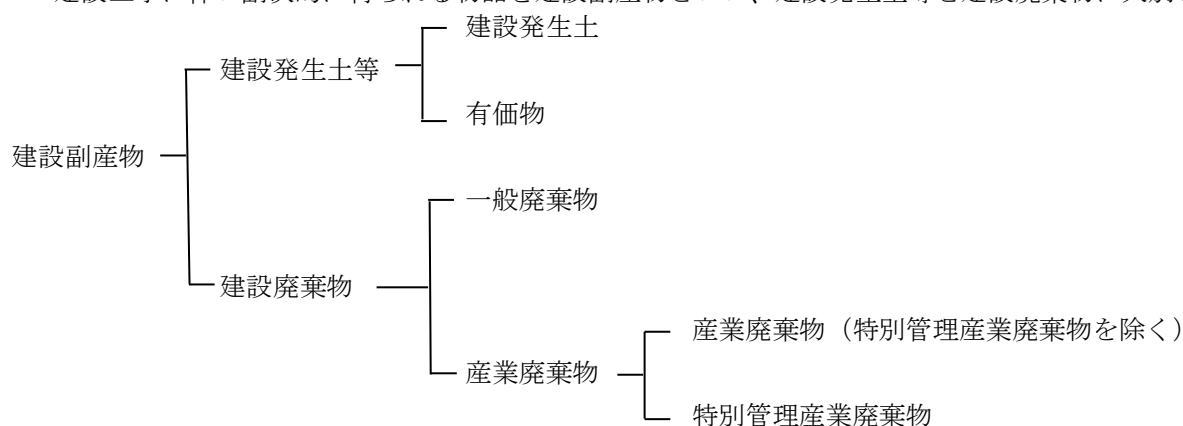 建設発生土
建設発生土等
有価物
建設副産物
一般廃棄物
建設廃棄物
産業廃棄物（特別管理産業廃棄物を除く）
産業廃棄物
特別管理産業廃棄物